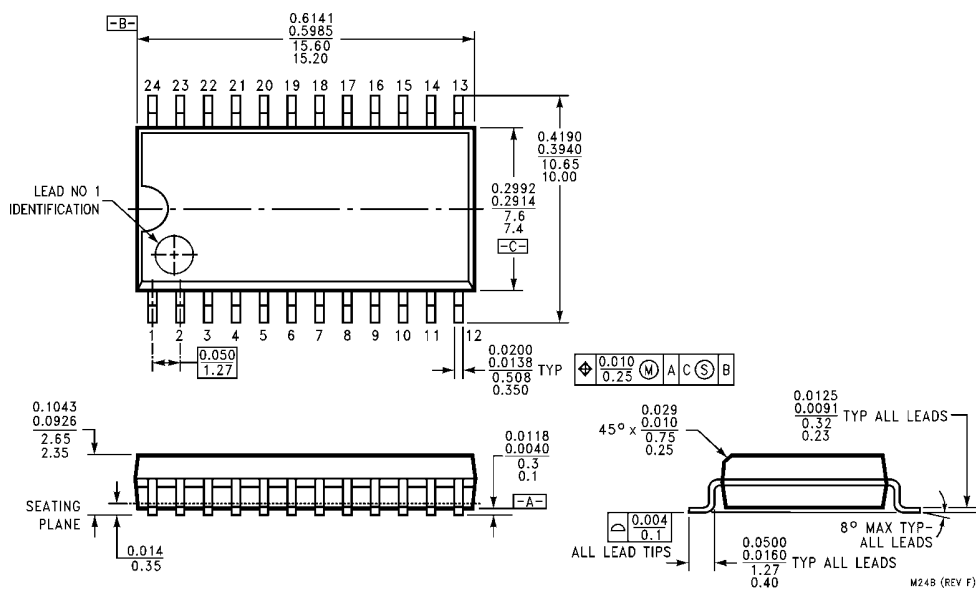 -B-
0.6141
0.5985
15.60
15.20
24 23 22 21 20 19 18 17 16 15 14 13
0.4190
0.3940
10.65
10.00
LEAD NO 1
IDENTIFICATION
0.2992
0.2914
7.6
7.4
-C-
1 2 3 4 5 6 7 8 9 10 11 12
0.050
1.27
0.0200
0.0138
0.508
0.350
TYP
0.010
0.25
M A C S B
0.1043
0.0926
2.65
2.35
0.0118
0.0040
0.3
0.1
-A-
SEATING
PLANE
0.014
0.35
45° x
0.029
0.010
0.75
0.25
0.0125
0.0091
0.32
0.23
TYP ALL LEADS
0.004
0.1
ALL LEAD TIPS
0.0500
0.0160
1.27
0.40
TYP ALL LEADS
8° MAX TYP-
ALL LEADS
M24B (REV F)